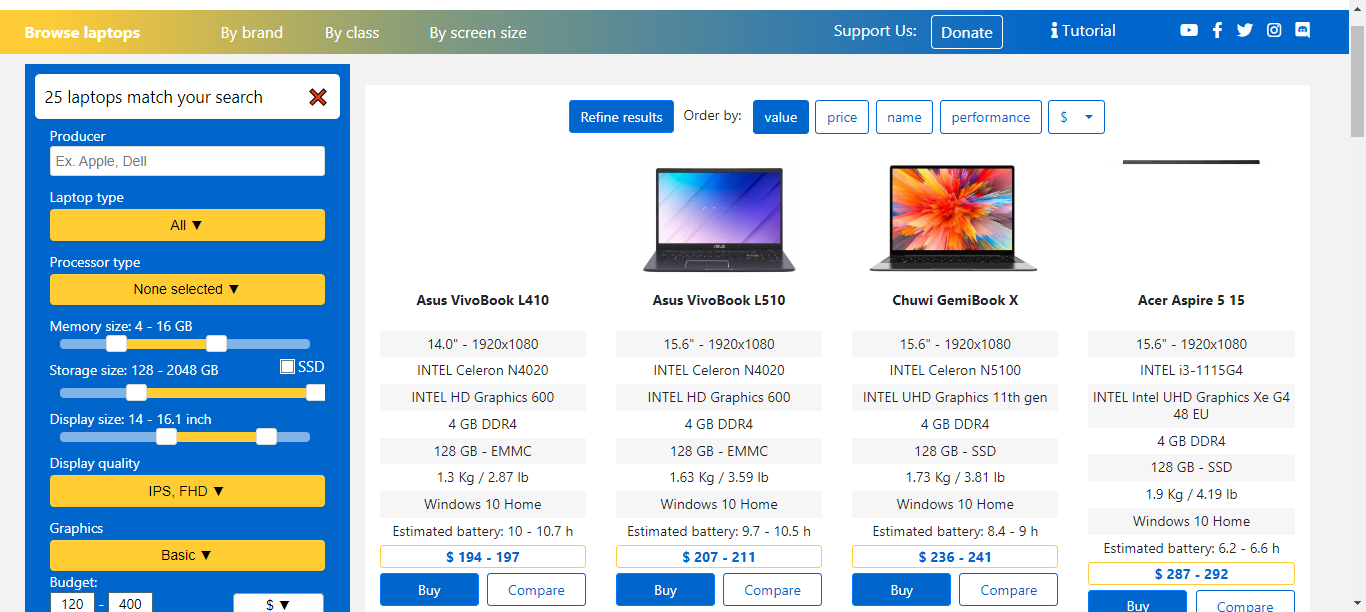 Browse laptops By brand By class By screen size Support Us: Donate Tutorial
25 laptops match your search
Producer
Ex. Apple, Dell
Laptop type
All ▼
Processor type
None selected ▼
Memory size: 4 - 16 GB
Storage size: 128 - 2048 GB SSD
Display size: 14 - 16.1 inch
Display quality
IPS, FHD ▼
Graphics
Basic ▼
Budget:
120 - 400 $ ▼
Refine results Order by: value price name performance $
Asus VivoBook L410
14.0" - 1920x1080
INTEL Celeron N4020
INTEL HD Graphics 600
4 GB DDR4
128 GB - EMMC
1.3 Kg / 2.87 lb
Windows 10 Home
Estimated battery: 10 - 10.7 h
$ 194 - 197
Buy Compare
Asus VivoBook L510
15.6" - 1920x1080
INTEL Celeron N4020
INTEL HD Graphics 600
4 GB DDR4
128 GB - EMMC
1.63 Kg / 3.59 lb
Windows 10 Home
Estimated battery: 9.7 - 10.5 h
$ 207 - 211
Buy Compare
Chuwi GemiBook X
15.6" - 1920x1080
INTEL Celeron N5100
INTEL UHD Graphics 11th gen
4 GB DDR4
128 GB - SSD
1.73 Kg / 3.81 lb
Windows 10 Home
Estimated battery: 8.4 - 9 h
$ 236 - 241
Buy Compare
Acer Aspire 5 15
15.6" - 1920x1080
INTEL i3-1115G4
INTEL Intel UHD Graphics Xe G4
48 EU
4 GB DDR4
128 GB - SSD
1.9 Kg / 4.19 lb
Windows 10 Home
Estimated battery: 6.2 - 6.6 h
$ 287 - 292
Buy Compare